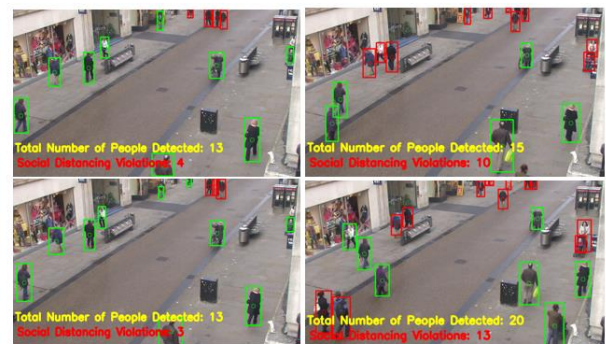 Total Number of People Detected: 13
Social Distancing Violations: 4
Total Number of People Detected: 15
Social Distancing Violations: 10
Total Number of People Detected: 13
Social Distancing Violations: 3
Total Number of People Detected: 20
Social Distancing Violations: 13